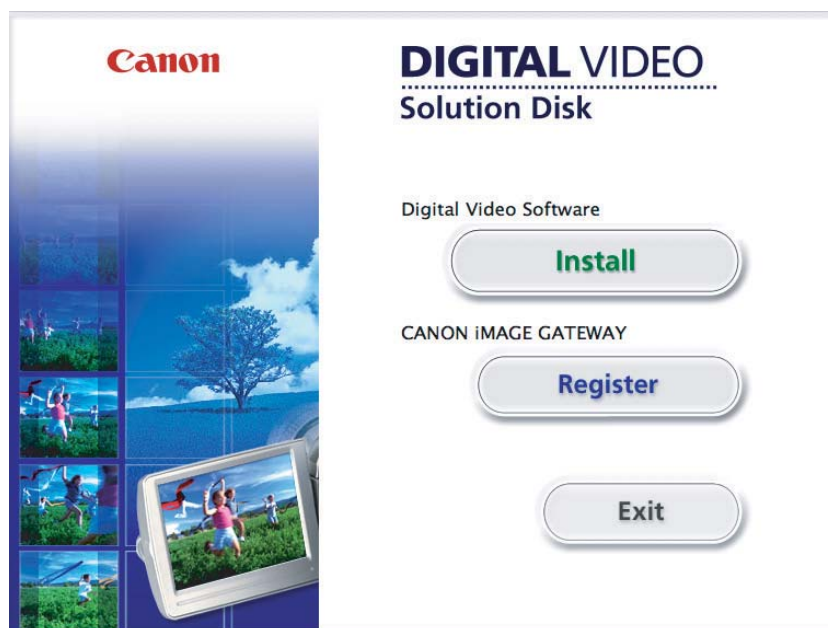 Canon
DIGITAL VIDEO
Solution Disk
Digital Video Software
Install
CANON iMAGE GATEWAY
Register
Exit